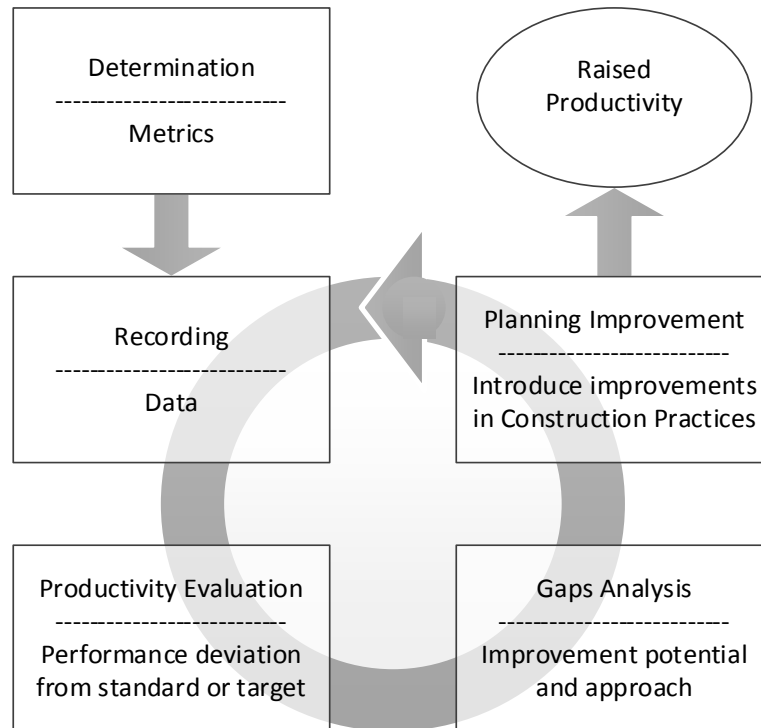 Determination
----------------------------
Metrics
Raised
Productivity
Recording
----------------------------
Data
Planning Improvement
----------------------------
Introduce improvements
in Construction Practices
Productivity Evaluation
----------------------------
Performance deviation
from standard or target
Gaps Analysis
----------------------------
Improvement potential
and approach